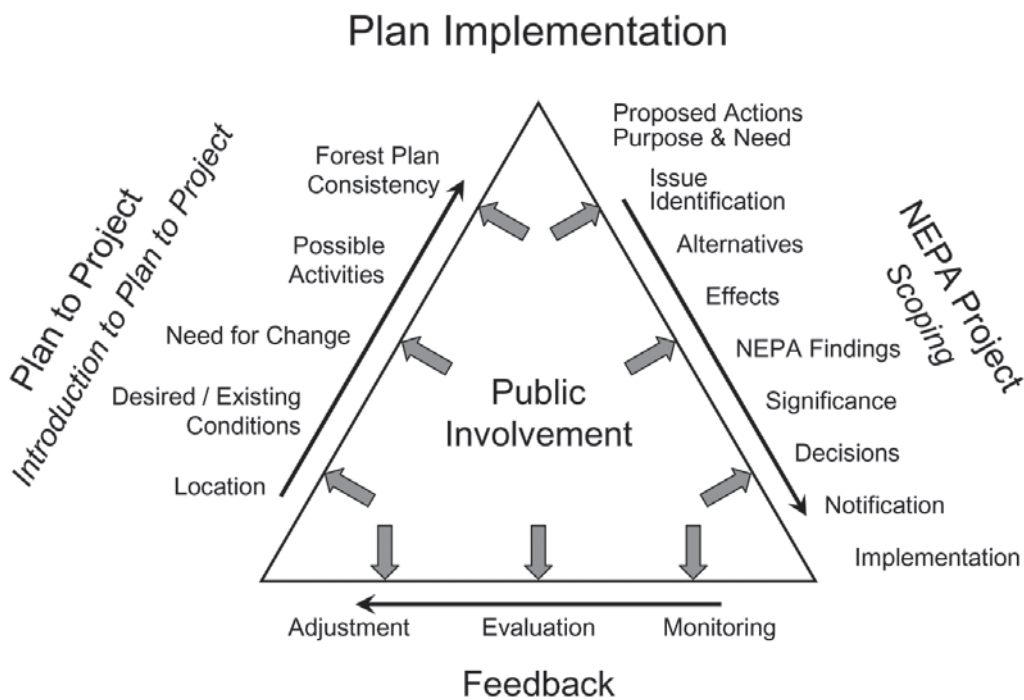 Plan Implementation
Plan to Project
Introduction to Plan to Project
Forest Plan
Consistency
Possible
Activities
Need for Change
Desired / Existing
Conditions
Location
Public
Involvement
Proposed Actions
Purpose & Need
Issue
Identification
Alternatives
Effects
NEPA Findings
Significance
Decisions
Notification
Implementation
NEPA Project
Scoping
Adjustment
Evaluation
Monitoring
Feedback